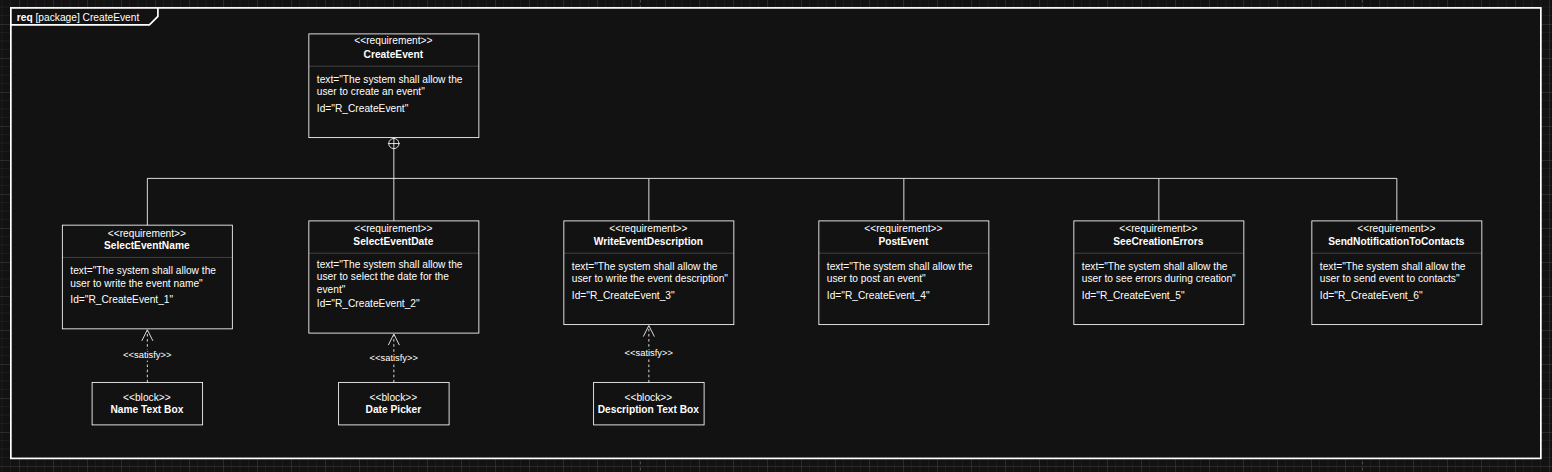 req [package] CreateEvent
<<requirement>>
CreateEvent
text="The system shall allow the
user to create an event"
Id="R_CreateEvent"
<<requirement>>
SelectEventName
text="The system shall allow the
user to write the event name"
Id="R_CreateEvent_1"
<<requirement>>
SelectEventDate
text="The system shall allow the
user to select the date for the
event"
Id="R_CreateEvent_2"
<<requirement>>
WriteEventDescription
text="The system shall allow the
user to write the event description"
Id="R_CreateEvent_3"
<<requirement>>
PostEvent
text="The system shall allow the
user to post an event"
Id="R_CreateEvent_4"
<<requirement>>
SeeCreationErrors
text="The system shall allow the
user to see errors during creation"
Id="R_CreateEvent_5"
<<requirement>>
SendNotificationToContacts
text="The system shall allow the
user to send event to contacts"
Id="R_CreateEvent_6"
<<satisfy>>
<<satisfy>>
<<satisfy>>
<<block>>
Name Text Box
<<block>>
Date Picker
<<block>>
Description Text Box